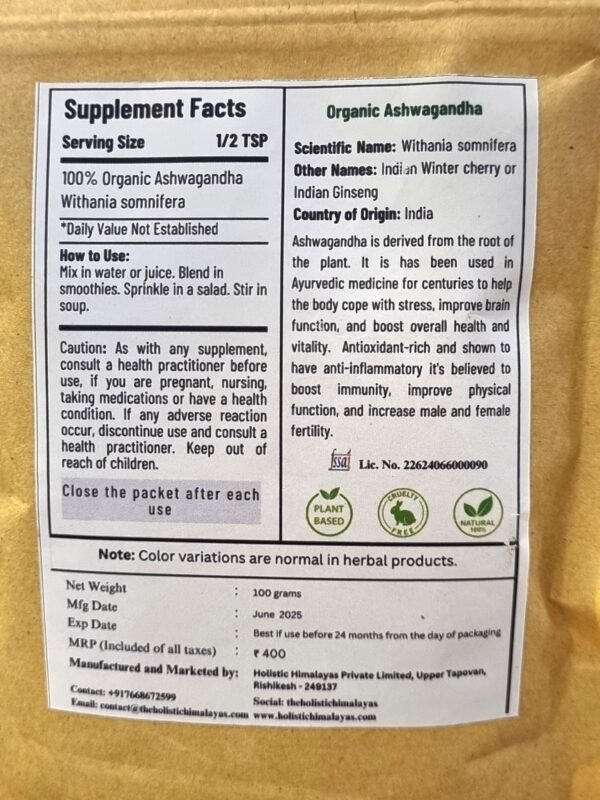 Supplement Facts
Serving Size 1/2 TSP
100% Organic Ashwagandha
Withania somnifera
*Daily Value Not Established
How to Use:
Mix in water or juice. Blend in
smoothies. Sprinkle in a salad. Stir in
soup.
Caution: As with any supplement,
consult a health practitioner before
use, if you are pregnant, nursing,
taking medications or have a health
condition. If any adverse reaction
occur, discontinue use and consult a
health practitioner. Keep out of
reach of children.
Close the packet after each
use
Organic Ashwagandha
Scientific Name: Withania somnifera
Other Names: Indian Winter cherry or
Indian Ginseng
Country of Origin: India
Ashwagandha is derived from the root of
the plant. It is has been used in
Ayurvedic medicine for centuries to help
the body cope with stress, improve brain
function, and boost overall health and
vitality. Antioxidant-rich and shown to
have anti-inflammatory it's believed to
boost immunity, improve physical
function, and increase male and female
fertility.
fssai Lic. No. 22624066000090
PLANT
BASED
CRUELTY
FREE
NATURAL
100%
Note: Color variations are normal in herbal products.
Net Weight : 100 grams
Mfg Date : June 2025
Exp Date : Best if use before 24 months from the day of packaging
MRP (Included of all taxes) : ₹ 400
Manufactured and Marketed by: Holistic Himalayas Private Limited, Upper Tapovan,
Rishikesh - 249137
Contact: +917668672599 Social: theholistichimalayas
Email: contact@theholistichimalayas.com www.holistichimalayas.com